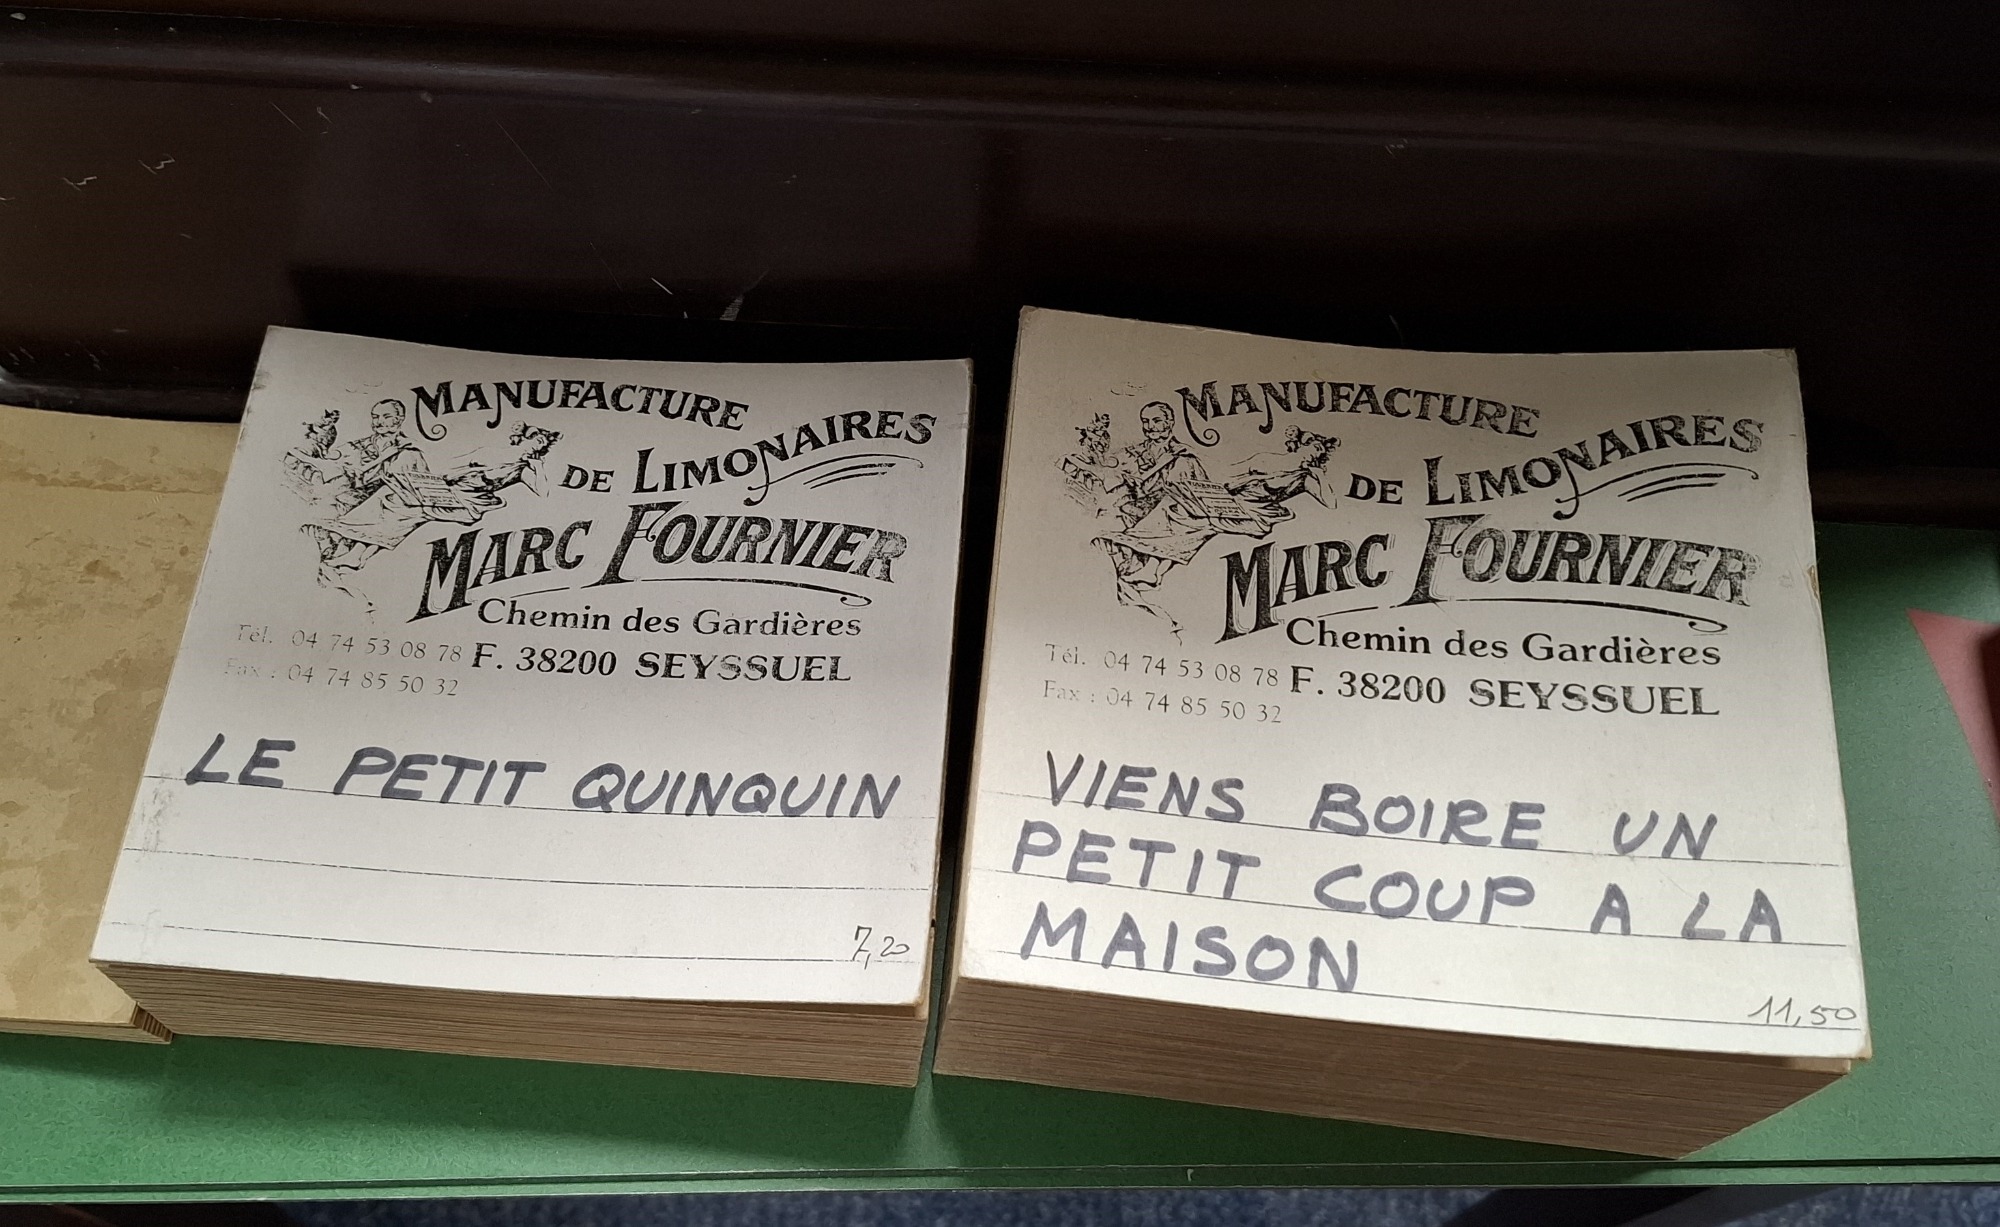 MANUFACTURE
DE LIMONAIRES
MARC FOURNIER
Chemin des Gardières
Tél. 04 74 53 08 78 F. 38200 SEYSSUEL
Fax : 04 74 85 50 32
LE PETIT QUINQUIN
7,20
MANUFACTURE
DE LIMONAIRES
MARC FOURNIER
Chemin des Gardières
Tél. 04 74 53 08 78 F. 38200 SEYSSUEL
Fax : 04 74 85 50 32
VIENS BOIRE UN
PETIT COUP A LA
MAISON
11,50